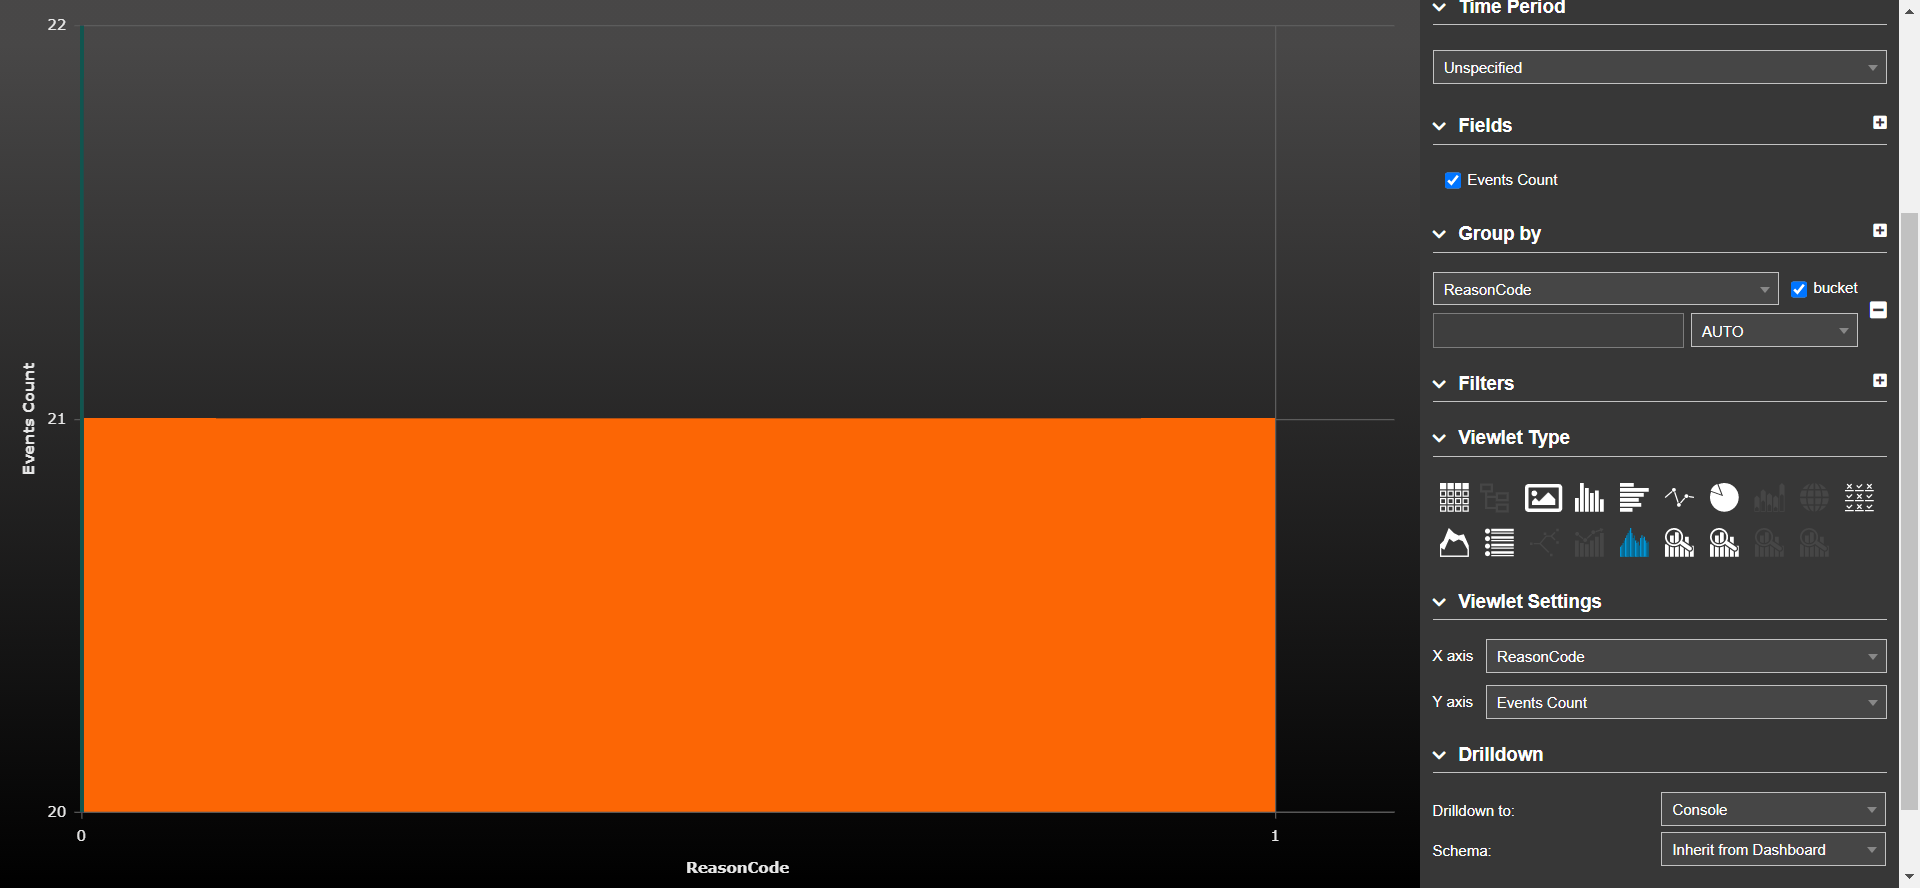 22
21
20
Events Count
0
1
ReasonCode
Time Period
Unspecified
Fields
Events Count
Group by
ReasonCode
bucket
AUTO
Filters
Viewlet Type
Viewlet Settings
X axis
ReasonCode
Y axis
Events Count
Drilldown
Drilldown to:
Console
Schema:
Inherit from Dashboard